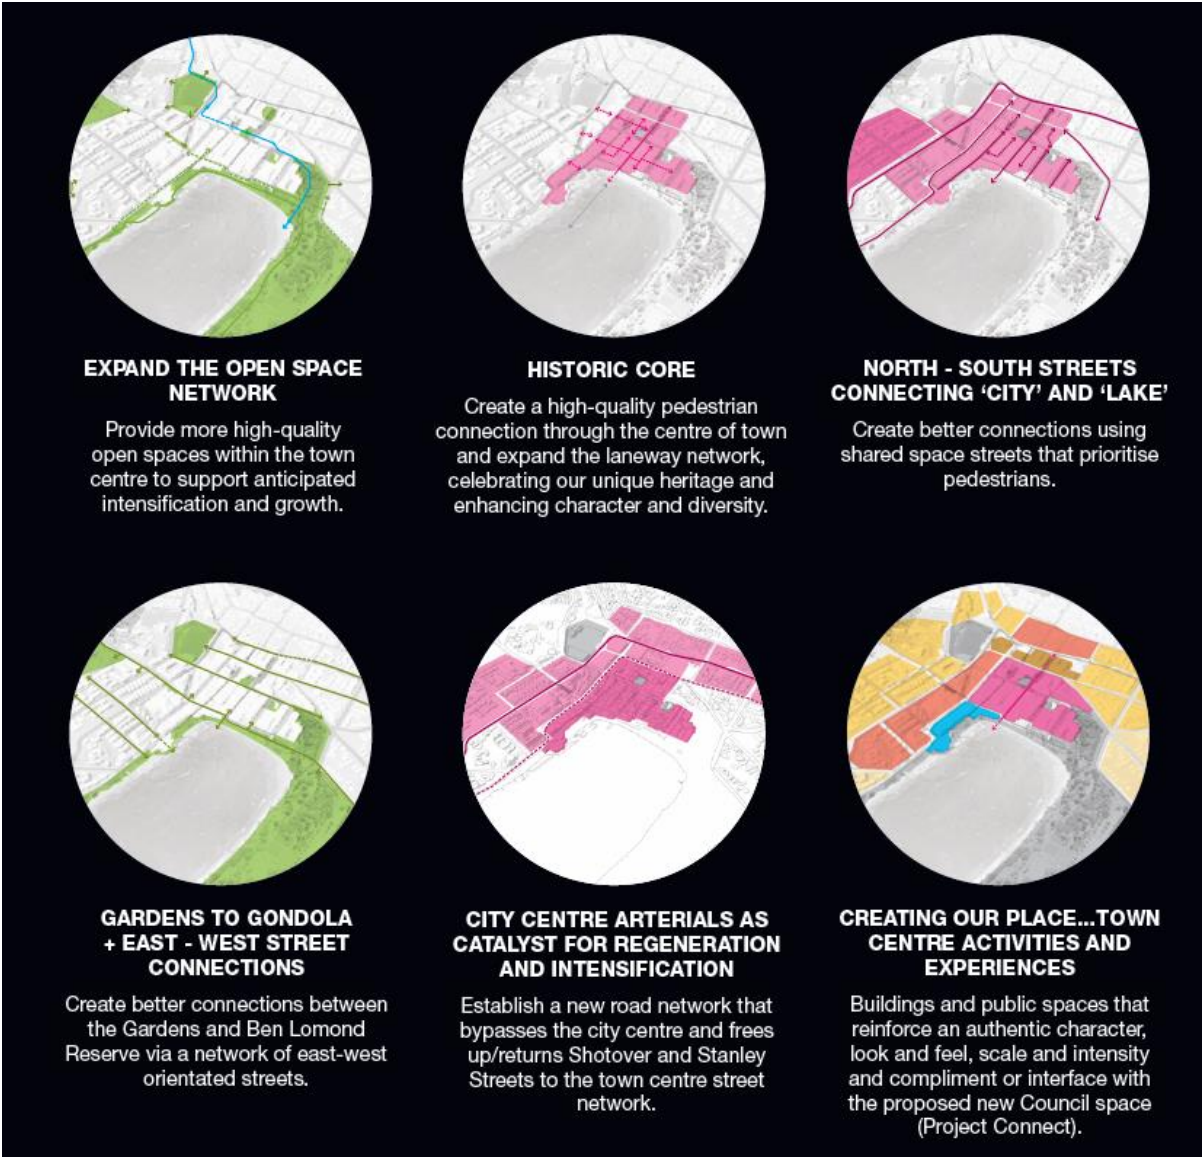 EXPAND THE OPEN SPACE
NETWORK
Provide more high-quality
open spaces within the town
centre to support anticipated
intensification and growth.
HISTORIC CORE
Create a high-quality pedestrian
connection through the centre of town
and expand the laneway network,
celebrating our unique heritage and
enhancing character and diversity.
NORTH - SOUTH STREETS
CONNECTING ‘CITY’ AND ‘LAKE’
Create better connections using
shared space streets that prioritise
pedestrians.
GARDENS TO GONDOLA
+ EAST - WEST STREET
CONNECTIONS
Create better connections between
the Gardens and Ben Lomond
Reserve via a network of east-west
orientated streets.
CITY CENTRE ARTERIALS AS
CATALYST FOR REGENERATION
AND INTENSIFICATION
Establish a new road network that
bypasses the city centre and frees
up/returns Shotover and Stanley
Streets to the town centre street
network.
CREATING OUR PLACE...TOWN
CENTRE ACTIVITIES AND
EXPERIENCES
Buildings and public spaces that
reinforce an authentic character,
look and feel, scale and intensity
and compliment or interface with
the proposed new Council space
(Project Connect).